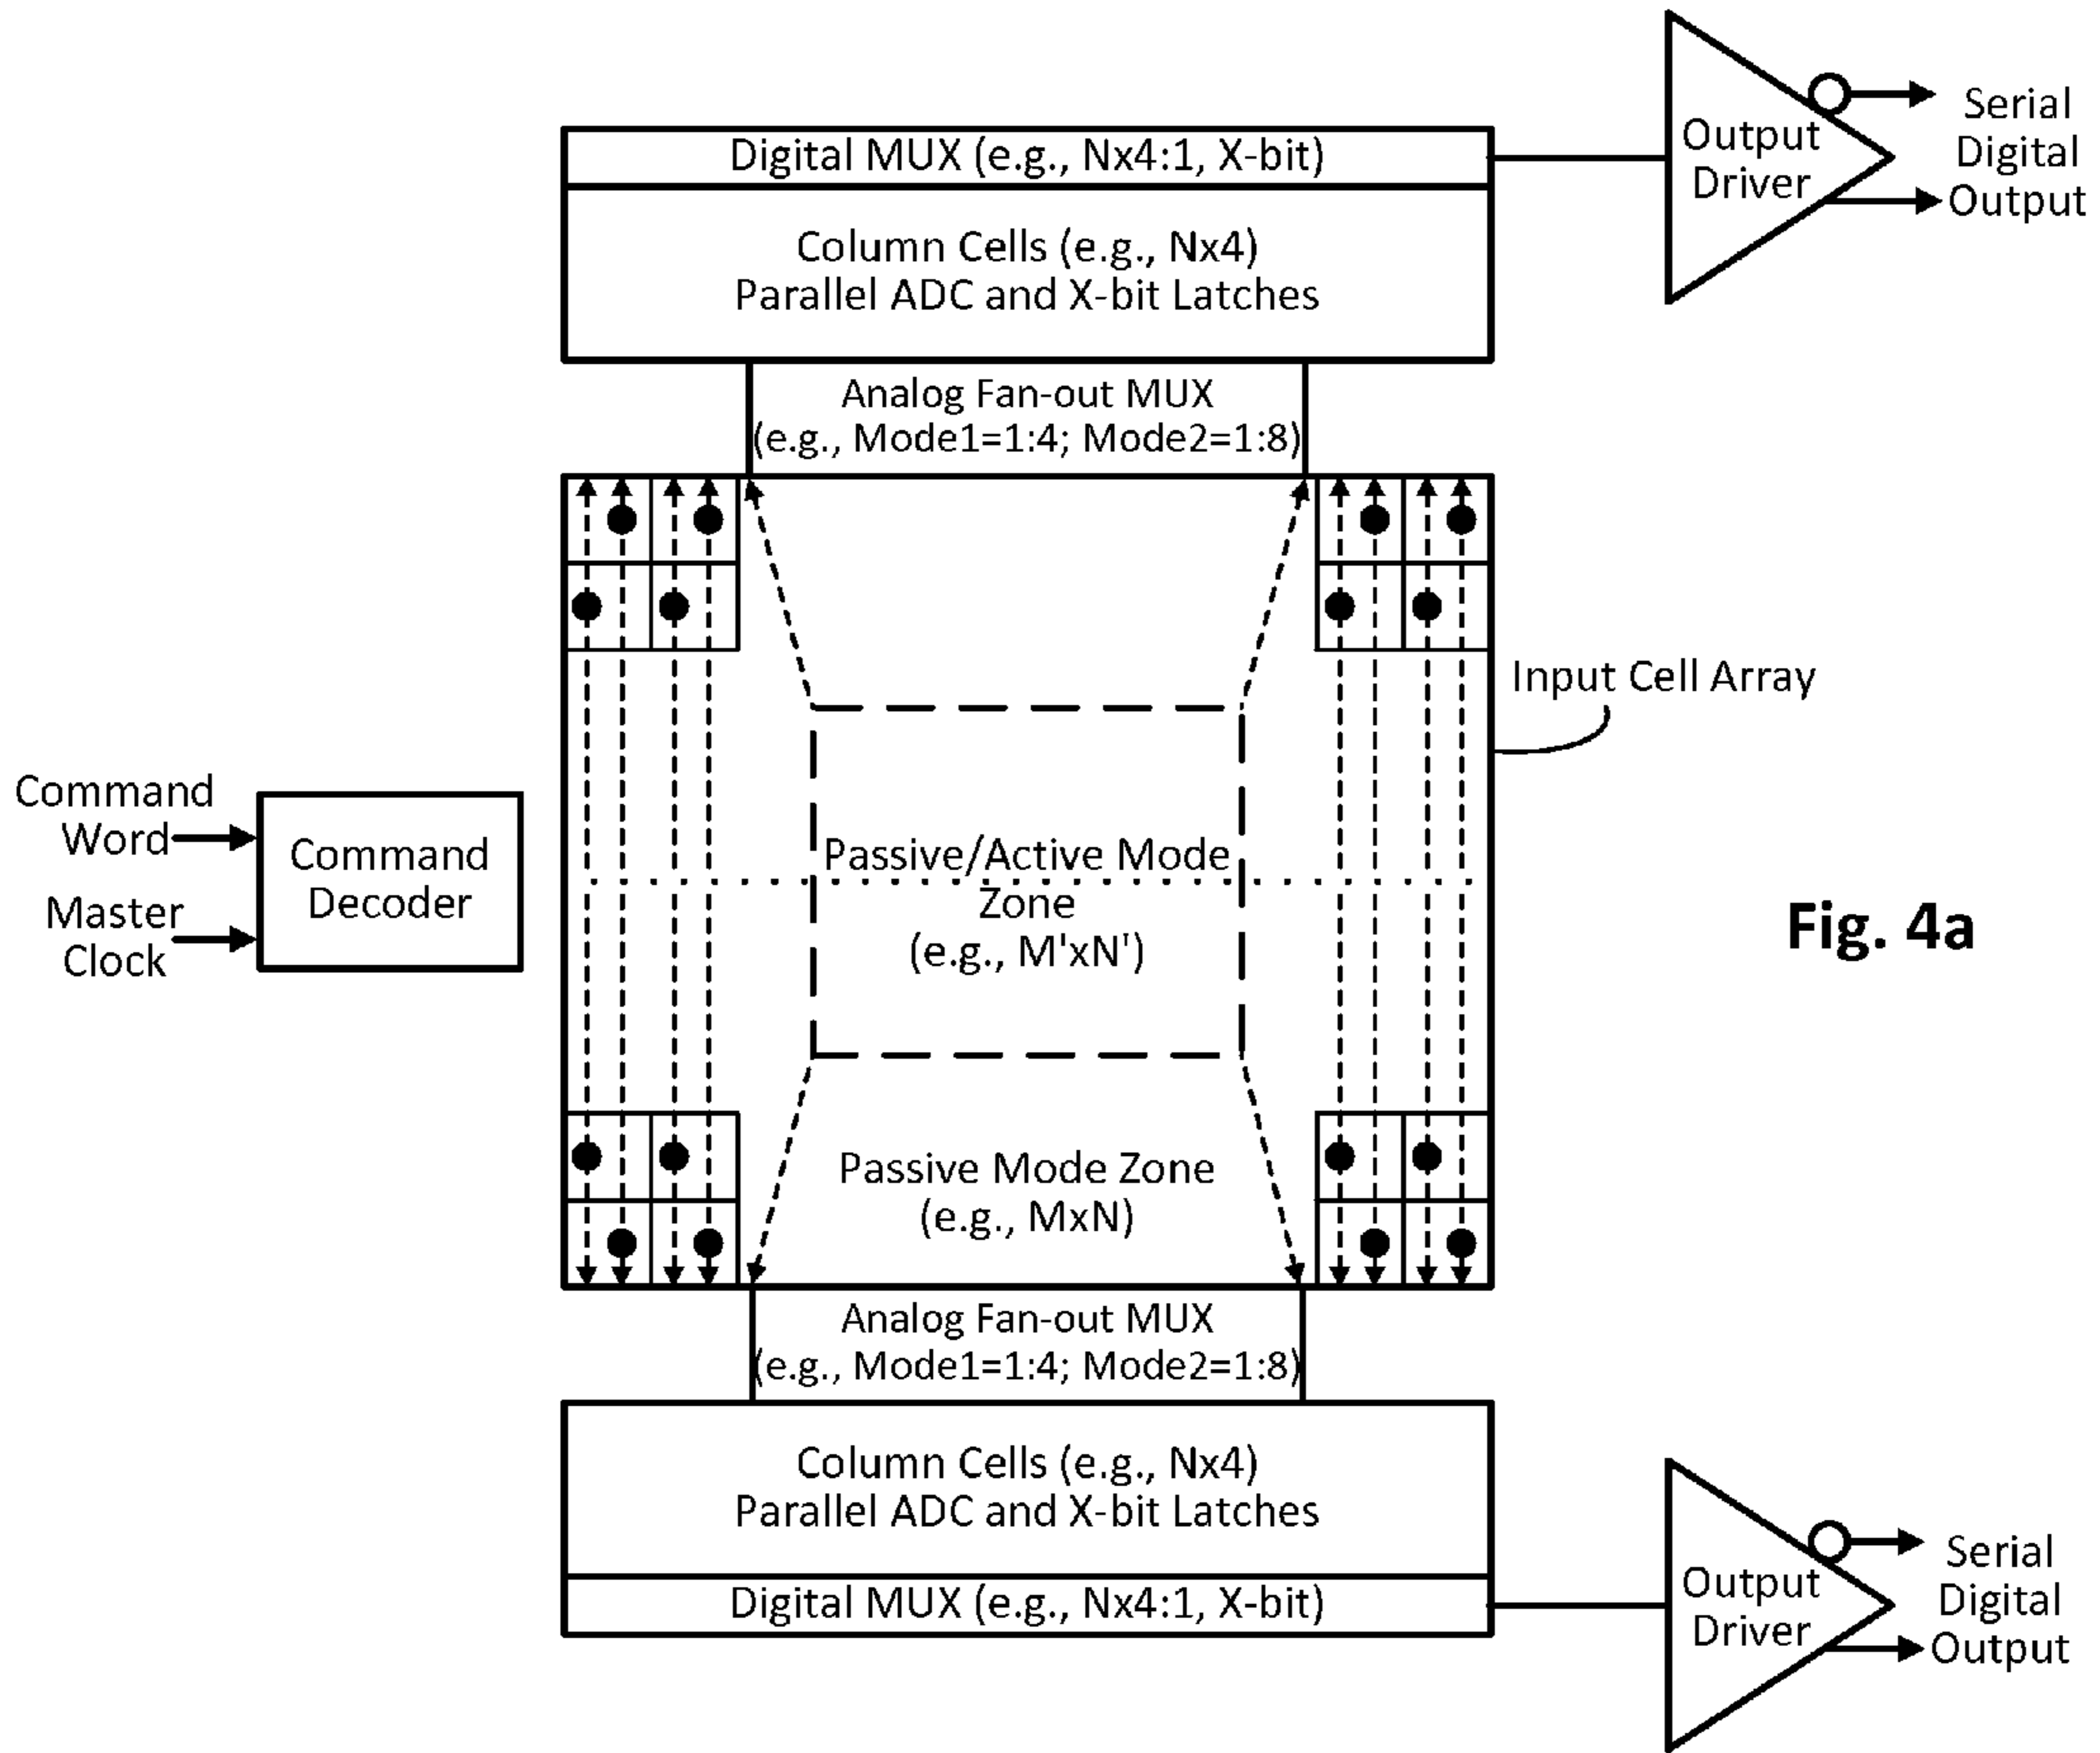 Digital MUX (e.g., Nx4:1, X-bit)
Column Cells (e.g., Nx4)
Parallel ADC and X-bit Latches
Output
Driver
Serial
Digital
Output
Analog Fan-out MUX
(e.g., Mode1=1:4; Mode2=1:8)
Input Cell Array
Command
Word
Master
Clock
Command
Decoder
Passive/Active Mode
Zone
(e.g., M'xN')
Fig. 4a
Passive Mode Zone
(e.g., MxN)
Analog Fan-out MUX
(e.g., Mode1=1:4; Mode2=1:8)
Column Cells (e.g., Nx4)
Parallel ADC and X-bit Latches
Digital MUX (e.g., Nx4:1, X-bit)
Output
Driver
Serial
Digital
Output